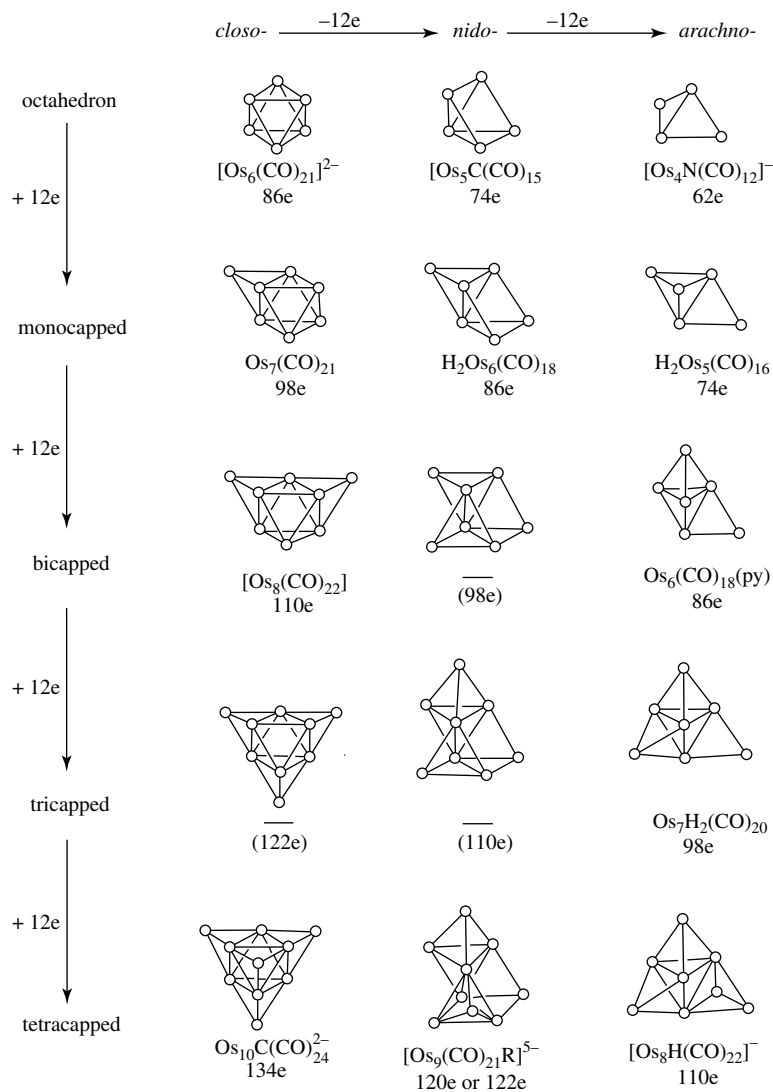 closo- –12e nido- –12e arachno-
octahedron
[Os₆(CO)₂₁]²⁻ [Os₅C(CO)₁₅ [Os₄N(CO)₁₂]⁻
86e 74e 62e
+ 12e
monocapped
Os₇(CO)₂₁ H₂Os₆(CO)₁₈ H₂Os₅(CO)₁₆
98e 86e 74e
+ 12e
bicapped
[Os₈(CO)₂₂] (98e) Os₆(CO)₁₈(py)
110e 86e
+ 12e
tricapped
(122e) (110e) Os₇H₂(CO)₂₀
98e
+ 12e
tetracapped
Os₁₀C(CO)₂₄²⁻ [Os₉(CO)₂₁R]⁵⁻ [Os₈H(CO)₂₂]⁻
134e 120e or 122e 110e